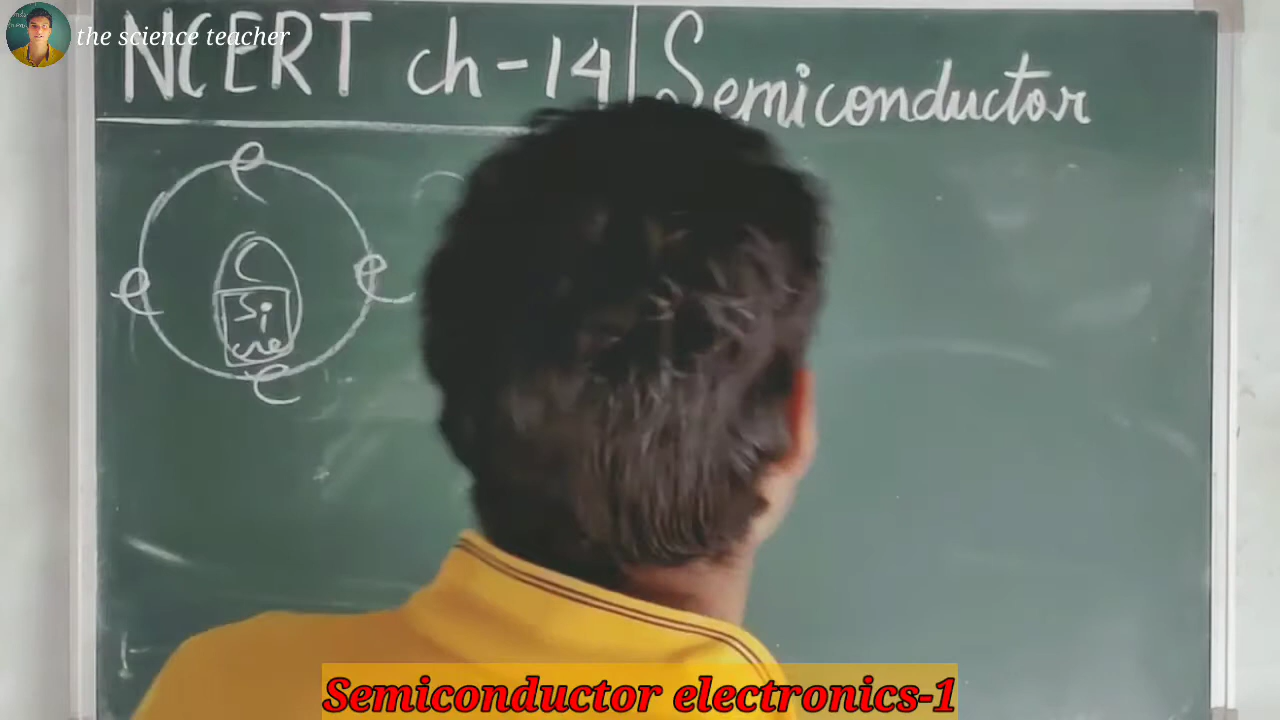 the science teacher
NCERT ch-14 Semiconductor
e
e e
C
Si
e
Semiconductor electronics-1